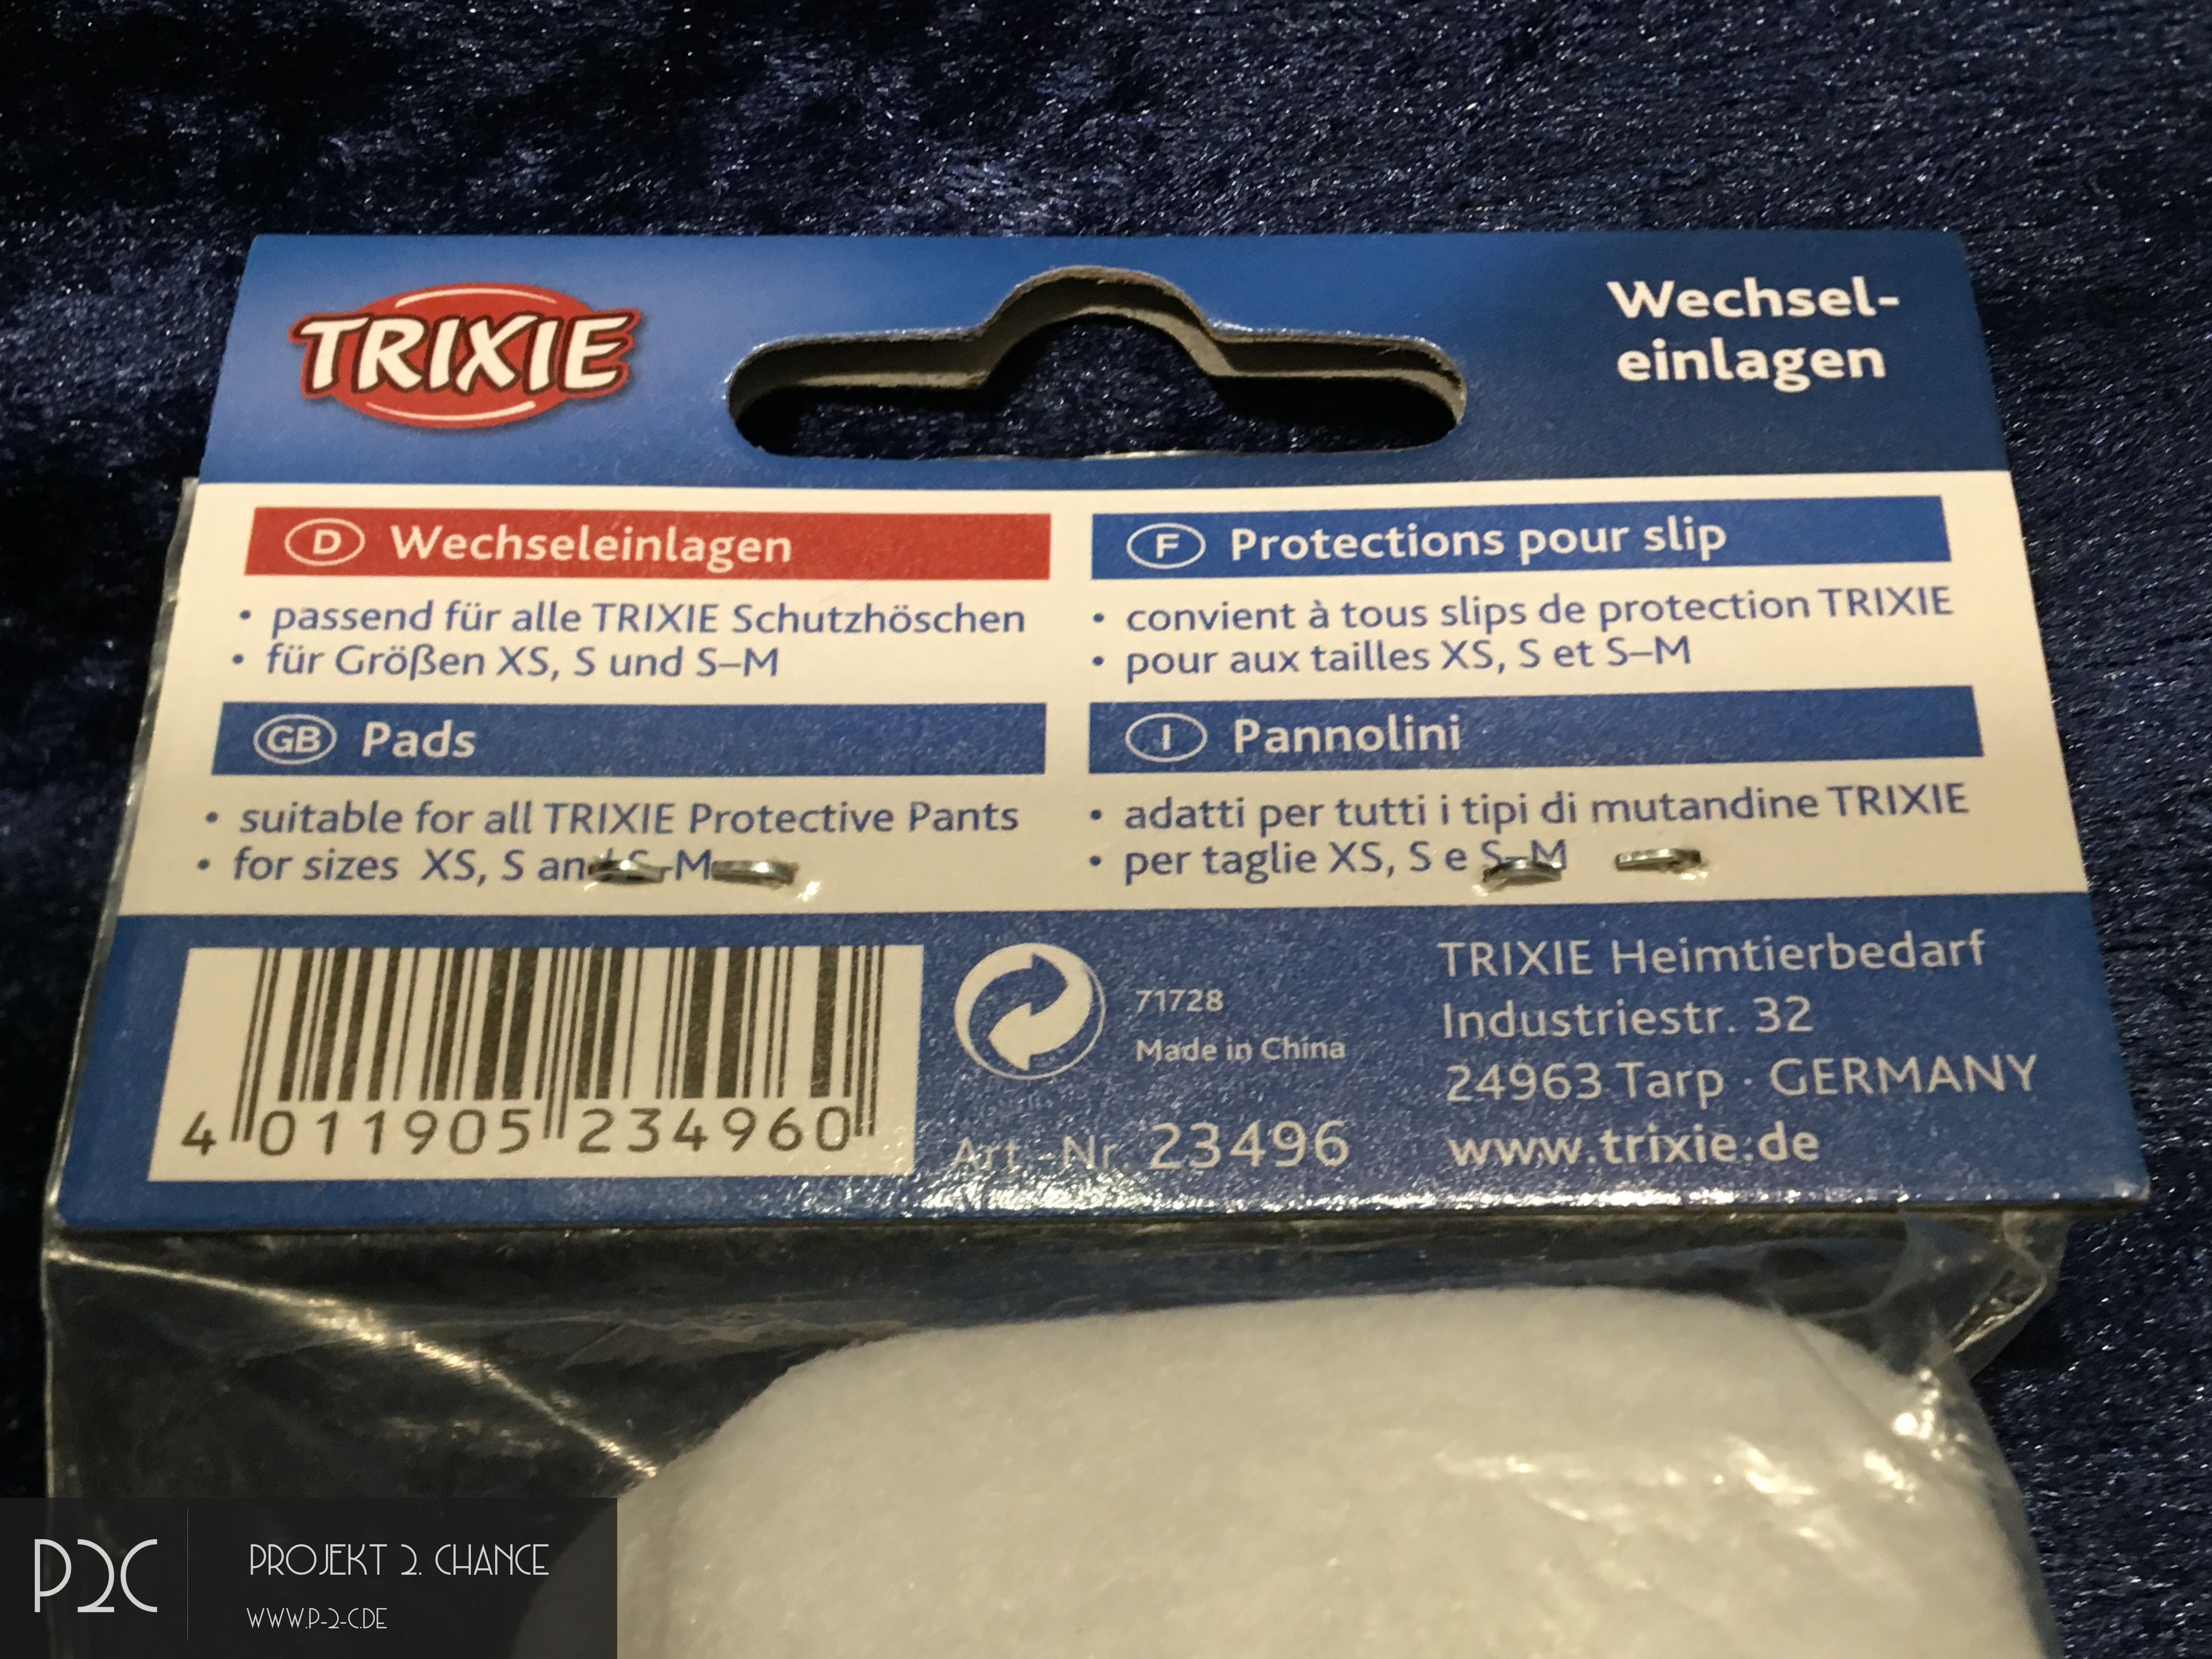 TRIXIE
Wechsel-
einlagen
D Wechseleinlagen
• passend für alle TRIXIE Schutzhöschen
• für Größen XS, S und S–M
F Protections pour slip
• convient à tous slips de protection TRIXIE
• pour aux tailles XS, S et S–M
GB Pads
• suitable for all TRIXIE Protective Pants
• for sizes XS, S and S–M
I Pannolini
• adatti per tutti i tipi di mutandine TRIXIE
• per taglie XS, S e S–M
4 011905 234960
71728
Made in China
Art.-Nr. 23496
TRIXIE Heimtierbedarf
Industriestr. 32
24963 Tarp · GERMANY
www.trixie.de
P2C
PROJEKT 2. CHANCE
WWW.P-2-C.DE